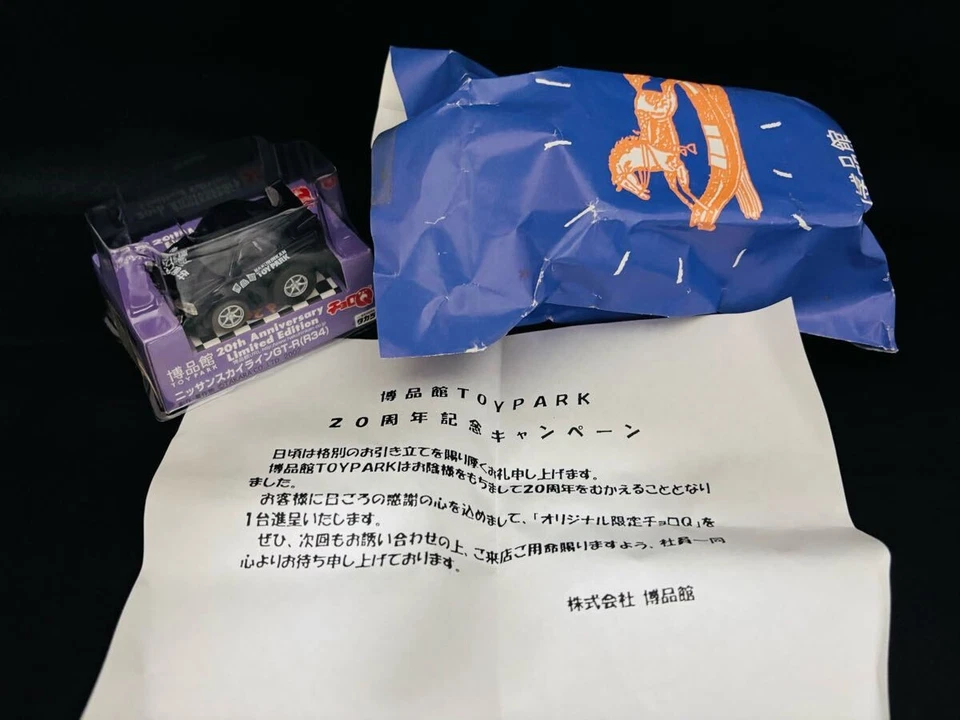 20th Anniversary
TOYPARK
チョロQ
タカラ
20th Anniversary
Limited Edition
博品館
TOYPARK
ニッサンスカイラインGT-R(R34)
博品館
博品館TOYPARK
20周年記念キャンペーン
日頃は格別のお引き立てを賜り厚くお礼申し上げます。
博品館TOYPARKはお陰様をもちまして20周年をむかえることとなり
ました。
お客様に日ごろの感謝の心を込めまして、「オリジナル限定チョロQ」を
1台進呈いたします。
ぜひ、次回もお誘い合わせの上、ご来店ご用命賜りますよう、社員一同
心よりお待ち申し上げております。
株式会社 博品館